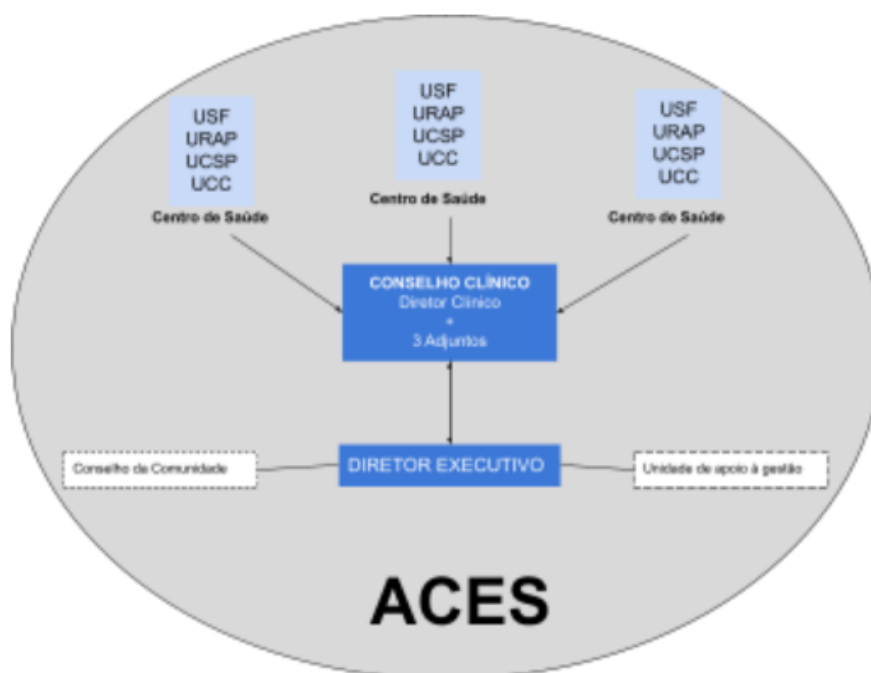 USF
URAP
UCSP
UCC
Centro de Saúde
USF
URAP
UCSP
UCC
Centro de Saúde
USF
URAP
UCSP
UCC
Centro de Saúde
CONSELHO CLÍNICO
Diretor Clínico
+
3 Adjuntos
Conselho da Comunidade
DIRETOR EXECUTIVO
Unidade de apoio à gestão
ACES